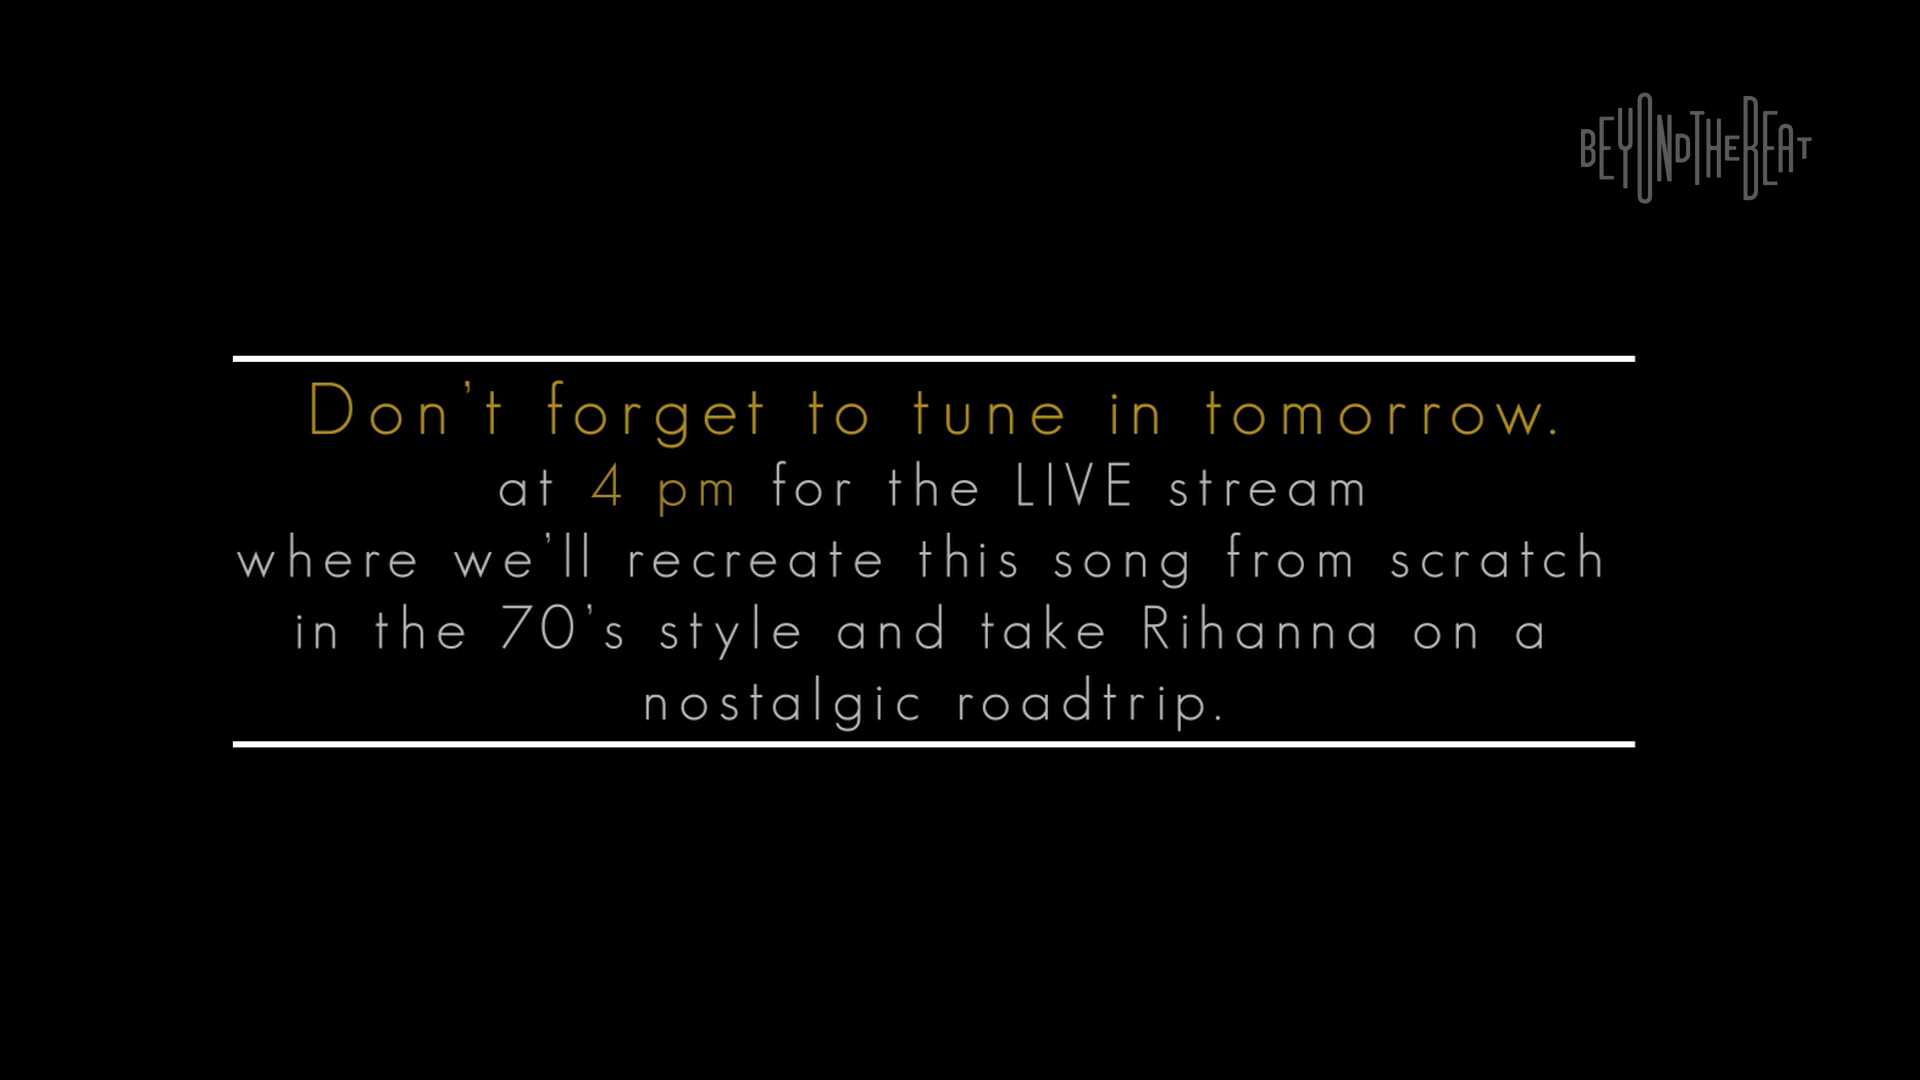 BEYONDTHEBEAT
Don't forget to tune in tomorrow.
at 4 pm for the LIVE stream
where we'll recreate this song from scratch
in the 70's style and take Rihanna on a
nostalgic roadtrip.